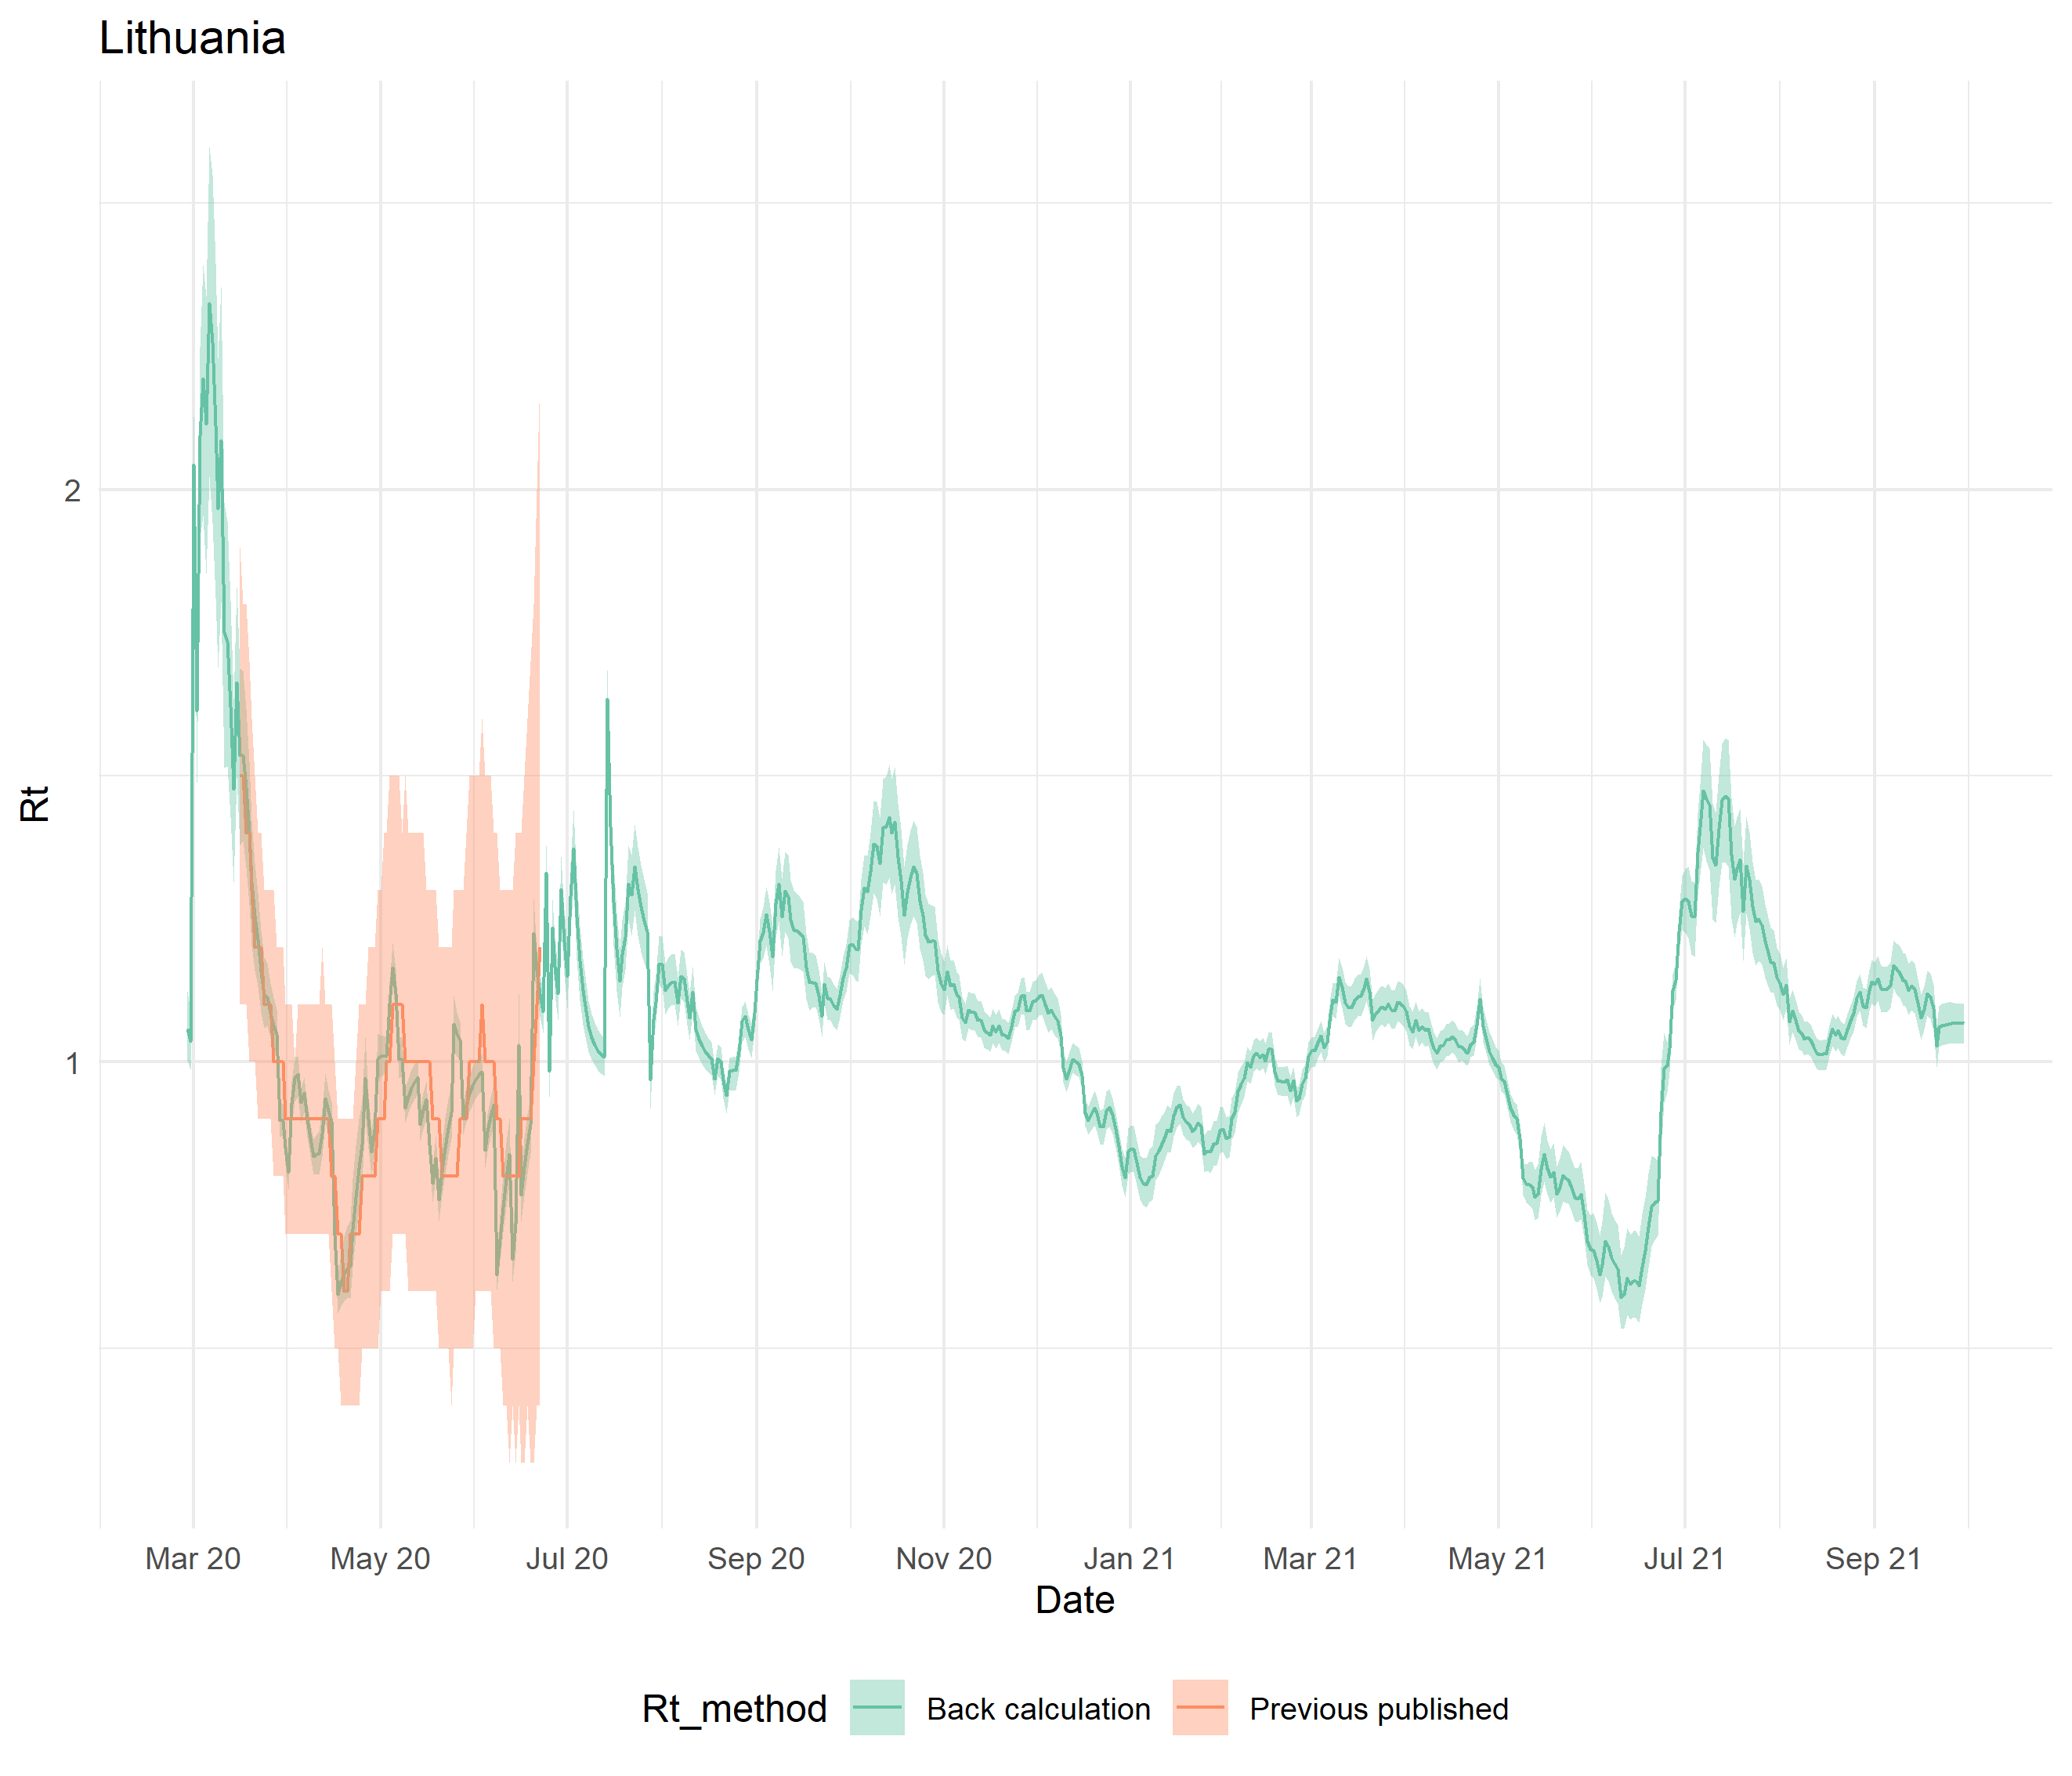 Lithuania
Rt
2
1
Mar 20 May 20 Jul 20 Sep 20 Nov 20 Jan 21 Mar 21 May 21 Jul 21 Sep 21
Date
Rt_method Back calculation Previous published